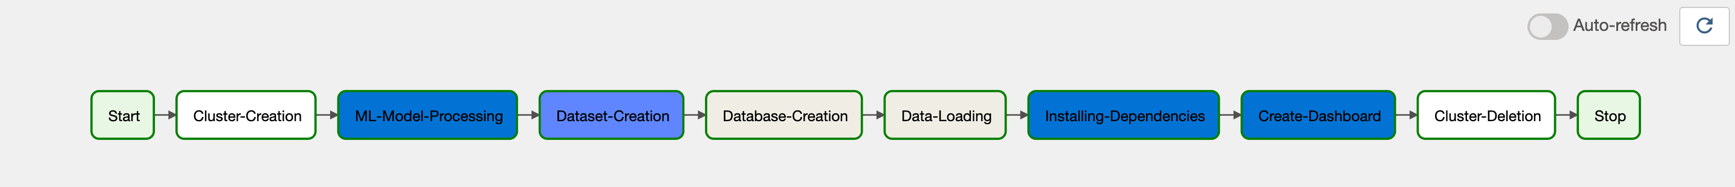 Auto-refresh
Start
Cluster-Creation
ML-Model-Processing
Dataset-Creation
Database-Creation
Data-Loading
Installing-Dependencies
Create-Dashboard
Cluster-Deletion
Stop